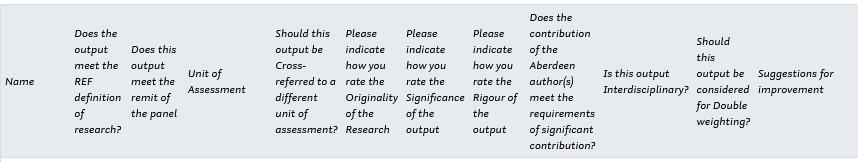 Name
Does the
output
meet the
REF
definition
of
research?
Does this
output
meet the
remit of
the panel
Unit of
Assessment
Should this
output be
Cross-
referred to a
different
unit of
assessment?
Please
indicate
how you
rate the
Originality
of the
Research
Please
indicate
how you
rate the
Significance
of the
output
Please
indicate
how you
rate the
Rigour of
the
output
Does the
contribution
of the
Aberdeen
author(s)
meet the
requirements
of significant
contribution?
Is this output
Interdisciplinary?
Should
this
output be
considered
for Double
weighting?
Suggestions for
improvement